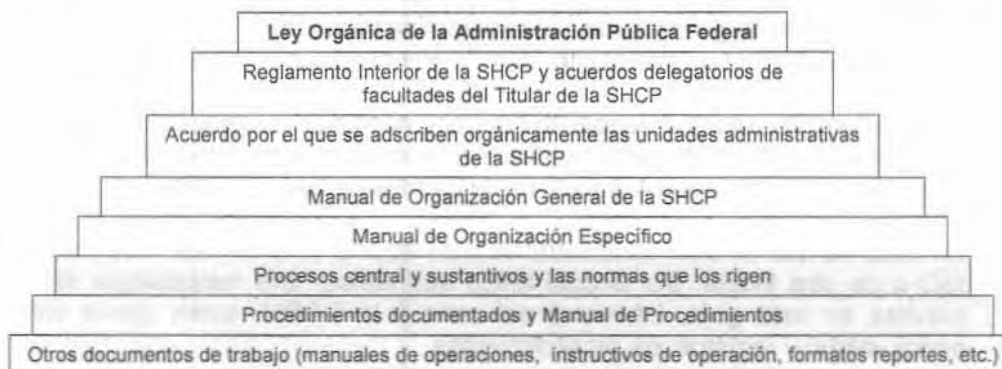 Ley Orgánica de la Administración Pública Federal
Reglamento Interior de la SHCP y acuerdos delegatorios de
facultades del Titular de la SHCP
Acuerdo por el que se adscriben orgánicamente las unidades administrativas
de la SHCP
Manual de Organización General de la SHCP
Manual de Organización Específico
Procesos central y sustantivos y las normas que los rigen
Procedimientos documentados y Manual de Procedimientos
Otros documentos de trabajo (manuales de operaciones, instructivos de operación, formatos reportes, etc.)